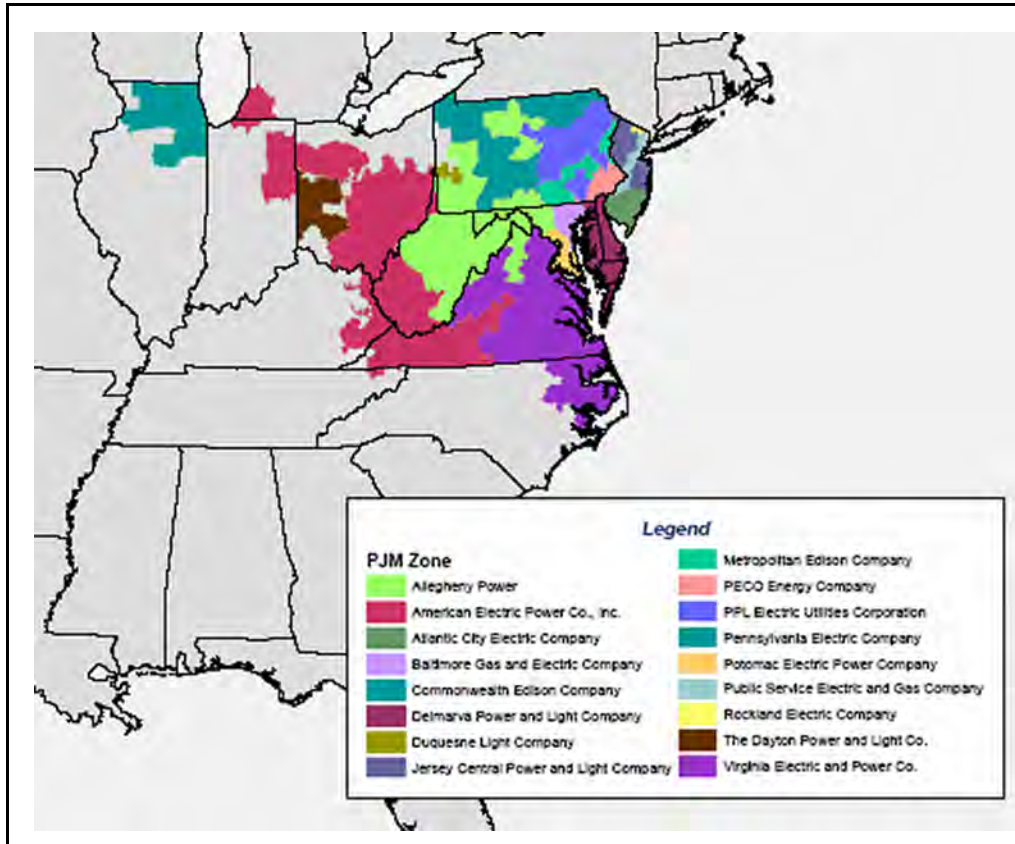 Legend
PJM Zone
Allegheny Power
American Electric Power Co., Inc.
Atlantic City Electric Company
Baltimore Gas and Electric Company
Commonwealth Edison Company
Delmarva Power and Light Company
Duquesne Light Company
Jersey Central Power and Light Company
Metropolitan Edison Company
PECO Energy Company
PPL Electric Utilities Corporation
Pennsylvania Electric Company
Potomac Electric Power Company
Public Service Electric and Gas Company
Rockland Electric Company
The Dayton Power and Light Co.
Virginia Electric and Power Co.